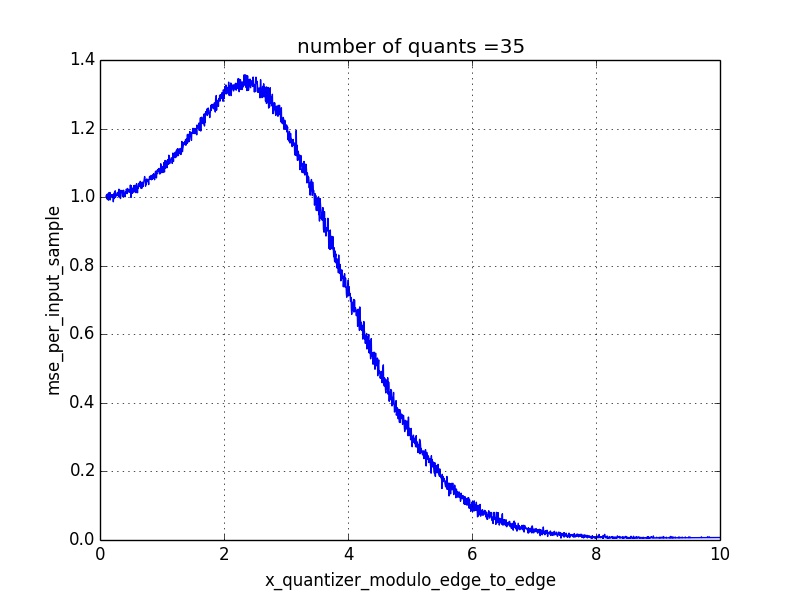 number of quants =35
1.4
1.2
1.0
0.8
0.6
0.4
0.2
0.0
mse_per_input_sample
0 2 4 6 8 10
x_quantizer_modulo_edge_to_edge